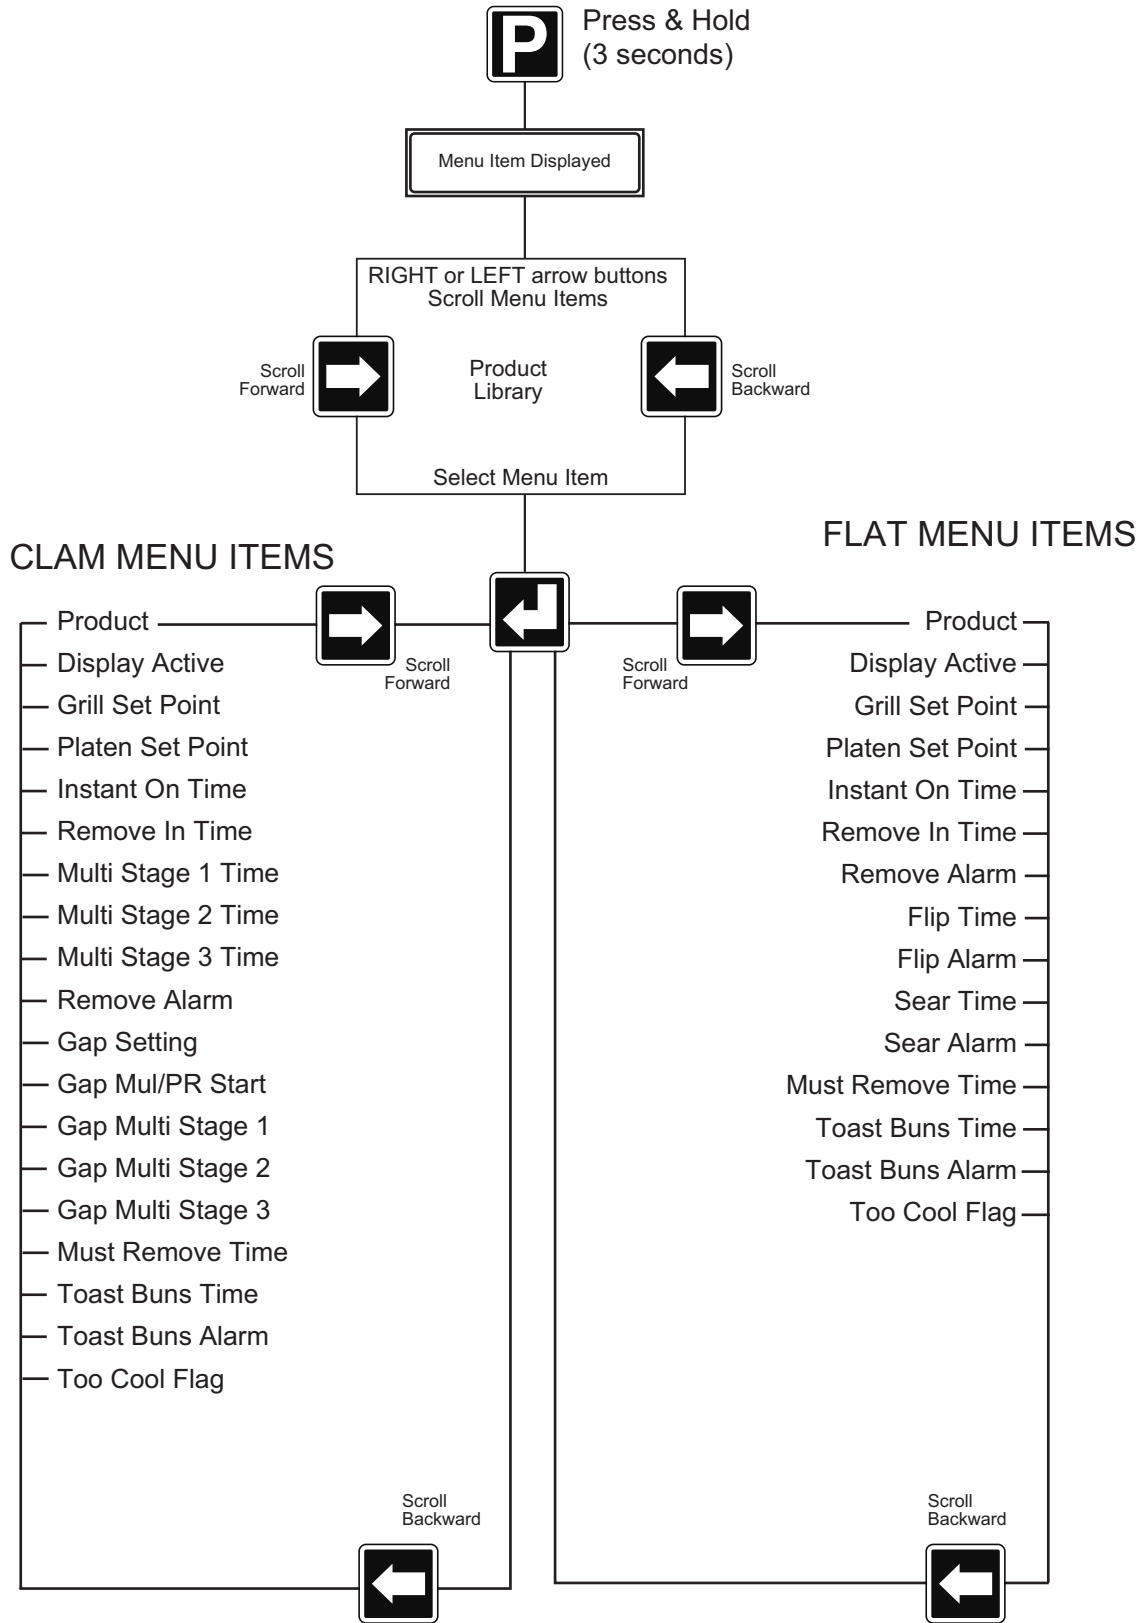 P
Press & Hold
(3 seconds)
Menu Item Displayed
RIGHT or LEFT arrow buttons
Scroll Menu Items
Scroll
Forward
Product
Library
Scroll
Backward
Select Menu Item
CLAM MENU ITEMS
FLAT MENU ITEMS
Product
Display Active
Grill Set Point
Platen Set Point
Instant On Time
Remove In Time
Multi Stage 1 Time
Multi Stage 2 Time
Multi Stage 3 Time
Remove Alarm
Gap Setting
Gap Mul/PR Start
Gap Multi Stage 1
Gap Multi Stage 2
Gap Multi Stage 3
Must Remove Time
Toast Buns Time
Toast Buns Alarm
Too Cool Flag
Scroll
Forward
Scroll
Backward
Scroll
Forward
Product
Display Active
Grill Set Point
Platen Set Point
Instant On Time
Remove In Time
Remove Alarm
Flip Time
Flip Alarm
Sear Time
Sear Alarm
Must Remove Time
Toast Buns Time
Toast Buns Alarm
Too Cool Flag
Scroll
Backward